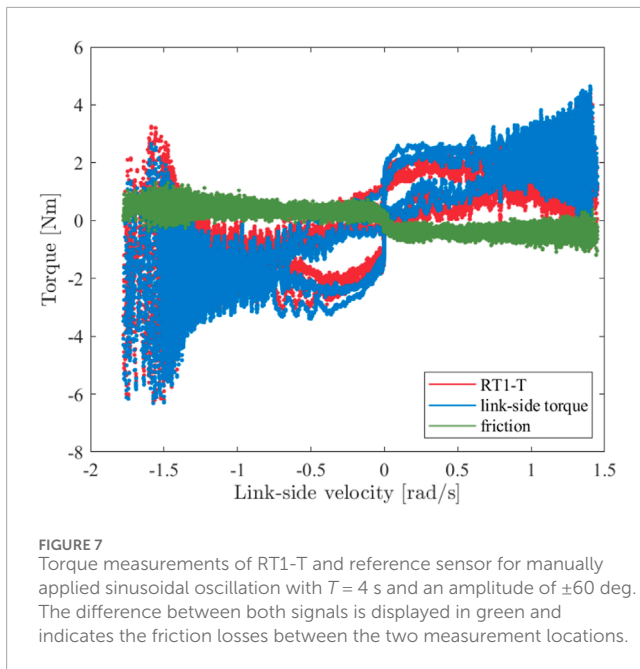 6
4
2
0
-2
-4
-6
-8
Torque [Nm]
RT1-T
link-side torque
friction
-2 -1.5 -1 -0.5 0 0.5 1 1.5
Link-side velocity [rad/s]
FIGURE 7
Torque measurements of RT1-T and reference sensor for manually
applied sinusoidal oscillation with T = 4 s and an amplitude of ±60 deg.
The difference between both signals is displayed in green and
indicates the friction losses between the two measurement locations.